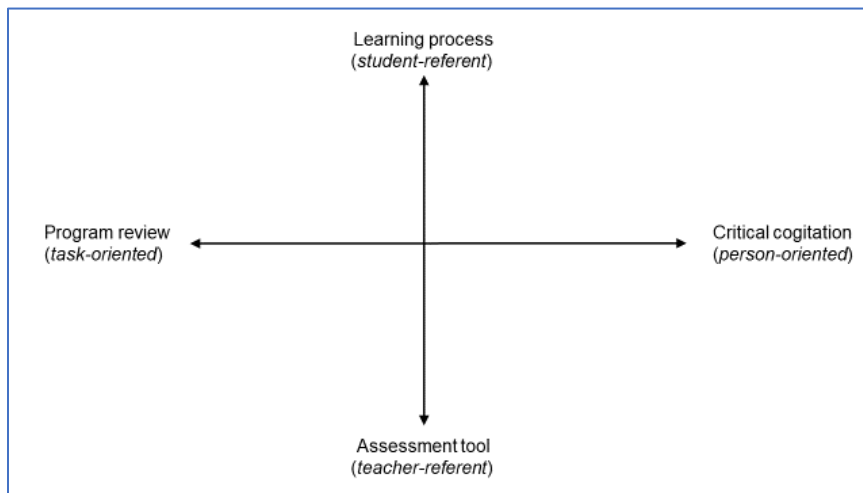 Learning process
(student-referent)
Program review
(task-oriented)
Critical cogitation
(person-oriented)
Assessment tool
(teacher-referent)